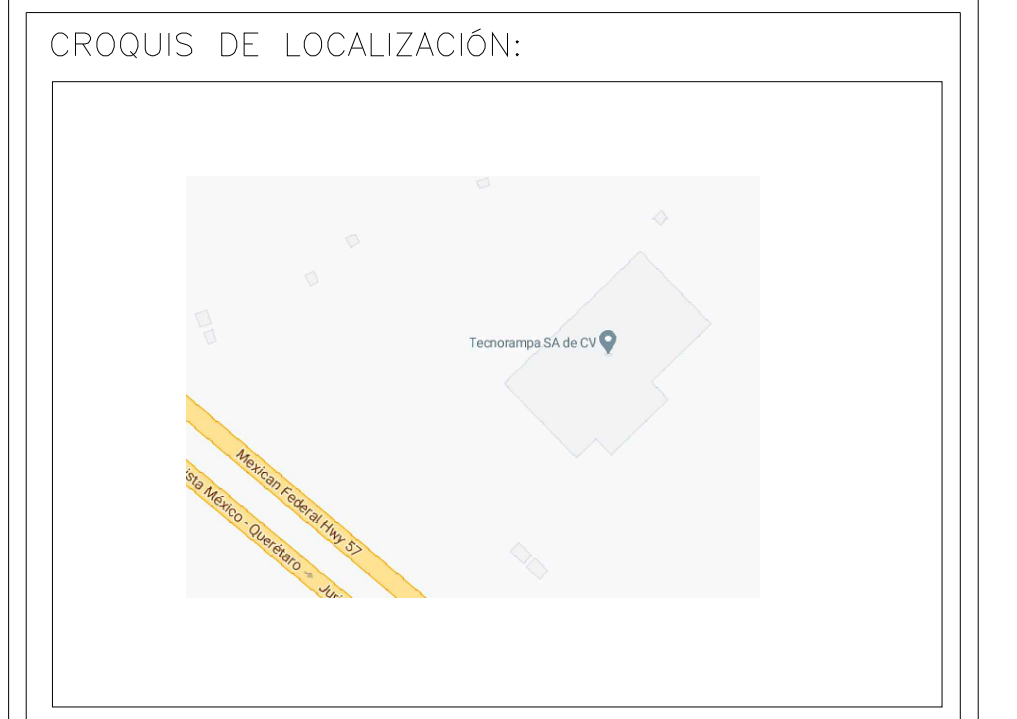 CROQUIS DE LOCALIZACIÓN:
Tecnorampa SA de CV
Mexican Federal Hwy 57
ista México - Querétaro